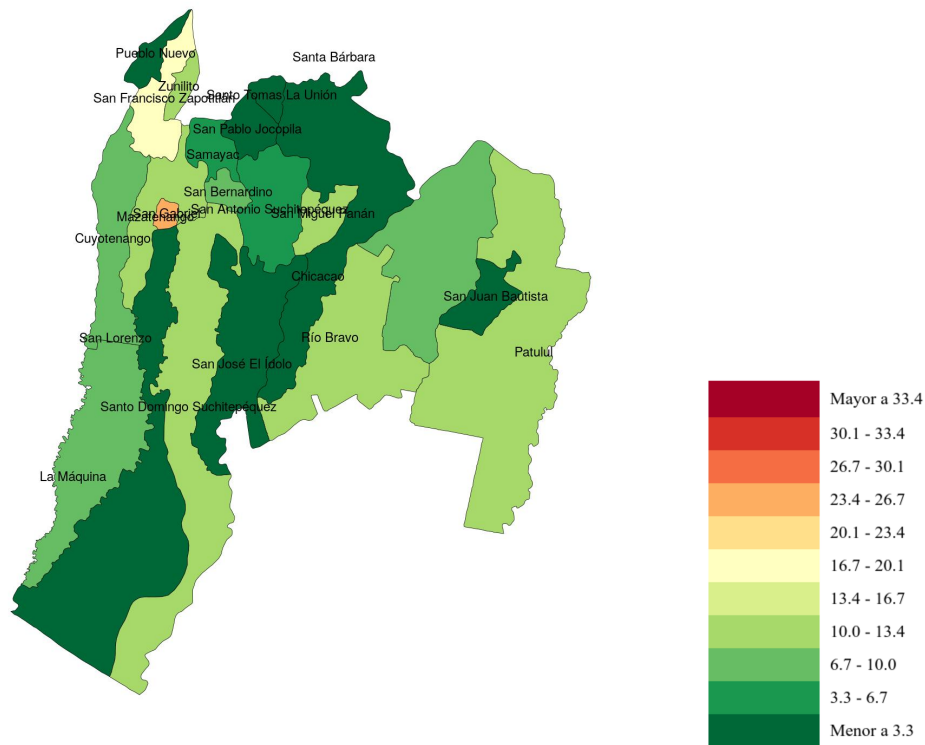 Pueblo Nuevo
Santa Bárbara
Zunilito
San Francisco Zapotitlán
Santo Tomas La Unión
San Pablo Jocopila
Samayac
San Bernardino
San Antonio Suchitepéquez
San Gabriel
San Miguel Panán
Mazatenango
Cuyotenango
Chicacao
San Juan Bautista
San Lorenzo
Río Bravo
Patulul
San José El Ídolo
Santo Domingo Suchitepéquez
La Máquina
Mayor a 33.4
30.1 - 33.4
26.7 - 30.1
23.4 - 26.7
20.1 - 23.4
16.7 - 20.1
13.4 - 16.7
10.0 - 13.4
6.7 - 10.0
3.3 - 6.7
Menor a 3.3